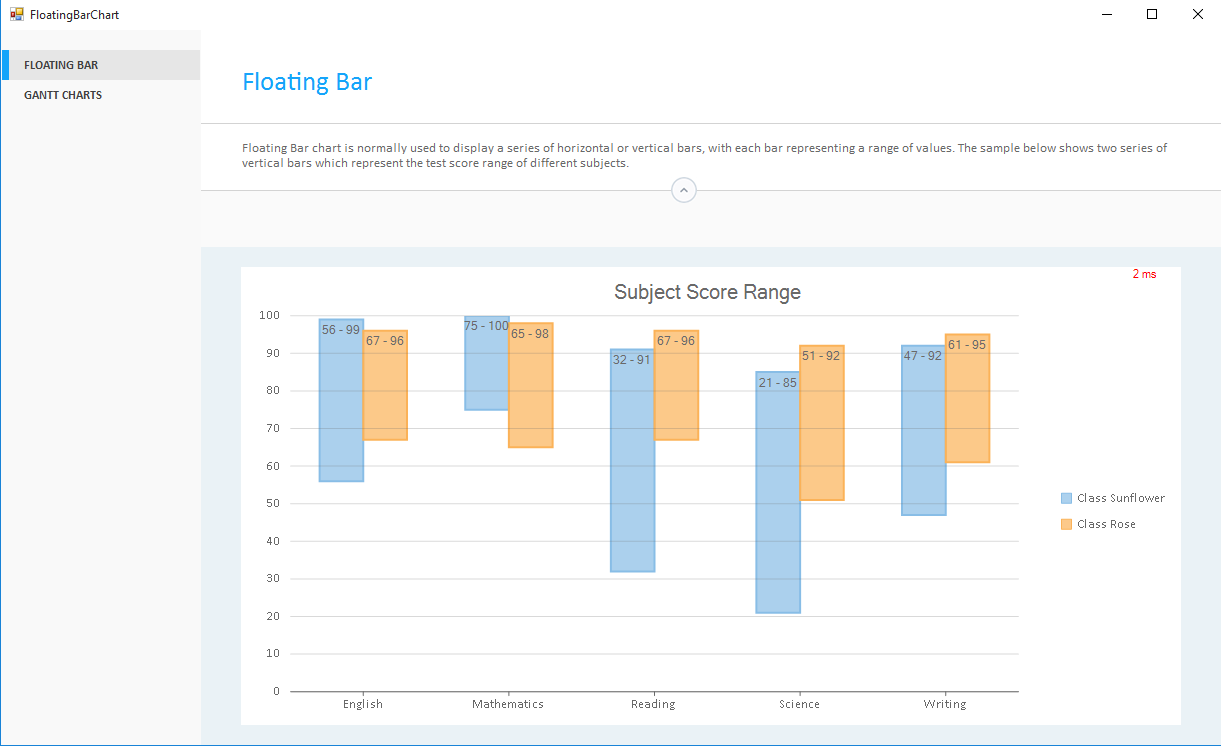 FloatingBarChart
FLOATING BAR
GANTT CHARTS
Floating Bar
Floating Bar chart is normally used to display a series of horizontal or vertical bars, with each bar representing a range of values. The sample below shows two series of
vertical bars which represent the test score range of different subjects.
2 ms
Subject Score Range
100
90
80
70
60
50
40
30
20
10
0
56 - 99
67 - 96
75 - 100
65 - 98
32 - 91
67 - 96
21 - 85
51 - 92
47 - 92
61 - 95
English
Mathematics
Reading
Science
Writing
Class Sunflower
Class Rose